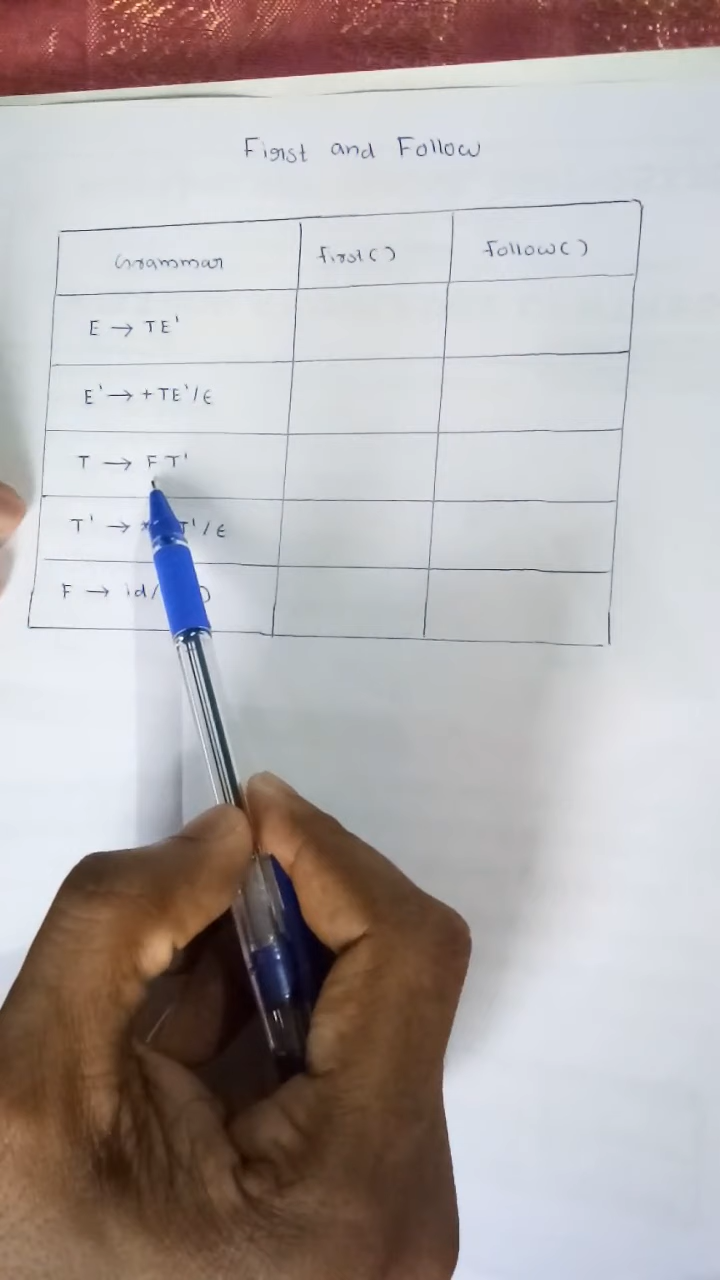 First and Follow
Grammar first() follow()
E → TE'
E' → +TE'/ϵ
T → FT'
T' → * T'/ϵ
F → id/ )